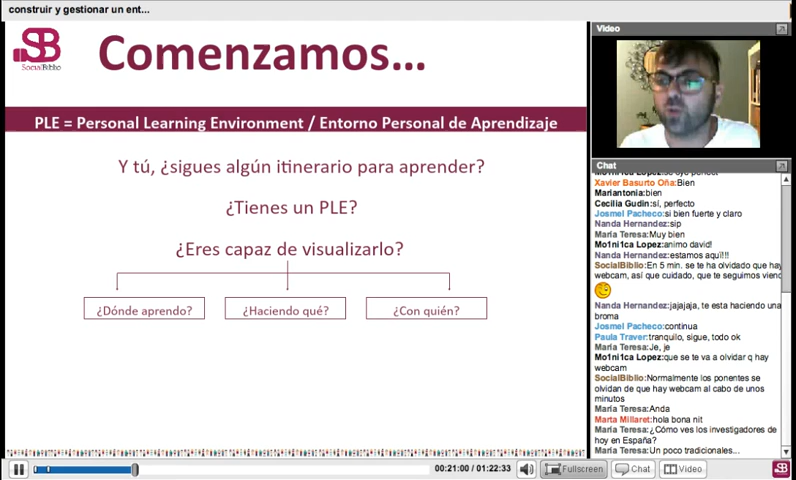 construir y gestionar un ent...
SB
SocialBiblio
Comenzamos...
PLE = Personal Learning Environment / Entorno Personal de Aprendizaje
Y tú, ¿sigues algún itinerario para aprender?
¿Tienes un PLE?
¿Eres capaz de visualizarlo?
¿Dónde aprendo?
¿Haciendo qué?
¿Con quién?
Video
Chat
Mo1ni1ca Lopez:se oye perfect
Xavier Basurto Oña:Bien
Mariantonia:bien
Cecilia Gudin:sí, perfecto
Josmel Pacheco:si bien fuerte y claro
Nanda Hernandez:sip
María Teresa:Muy bien
Mo1ni1ca Lopez:animo david!
Nanda Hernandez:estamos aquí!!!
SocialBiblio:En 5 min. se te ha olvidado que hay
webcam, así que cuidado, que te seguimos viend
Nanda Hernandez:jajajaja, te esta haciendo una
broma
Josmel Pacheco:continua
Paula Traver:tranquilo, sigue, todo ok
María Teresa:Je, je
Mo1ni1ca Lopez:que se te va a olvidar q hay
webcam
SocialBiblio:Normalmente los ponentes se
olvidan de que hay webcam al cabo de unos
minutos
María Teresa:Anda
Marta Millaret:hola bona nit
María Teresa:¿Cómo ves los investigadores de
hoy en España?
María Teresa:Un poco tradicionales...
00:21:00 / 01:22:33
Fullscreen
Chat
Video
SB